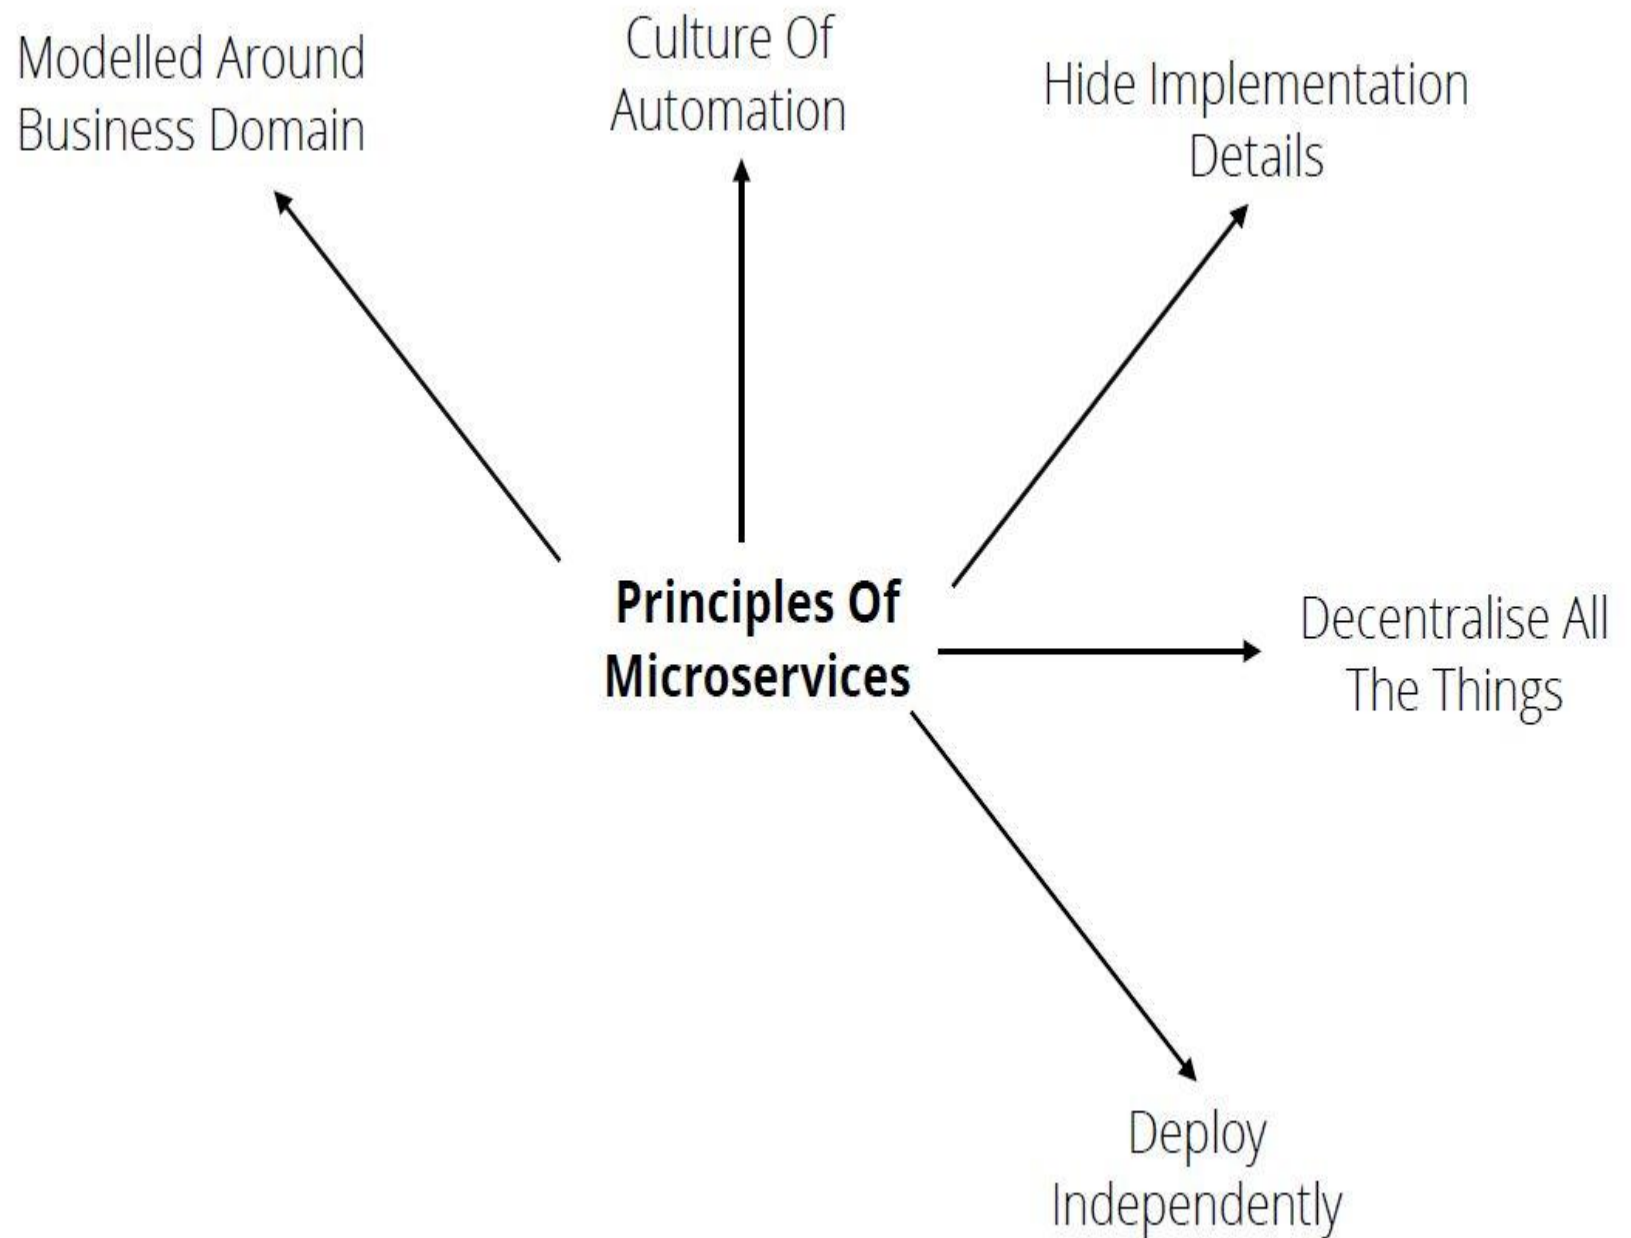 Modelled Around
Business Domain
Culture Of
Automation
Hide Implementation
Details
Principles Of
Microservices
Decentralise All
The Things
Deploy
Independently